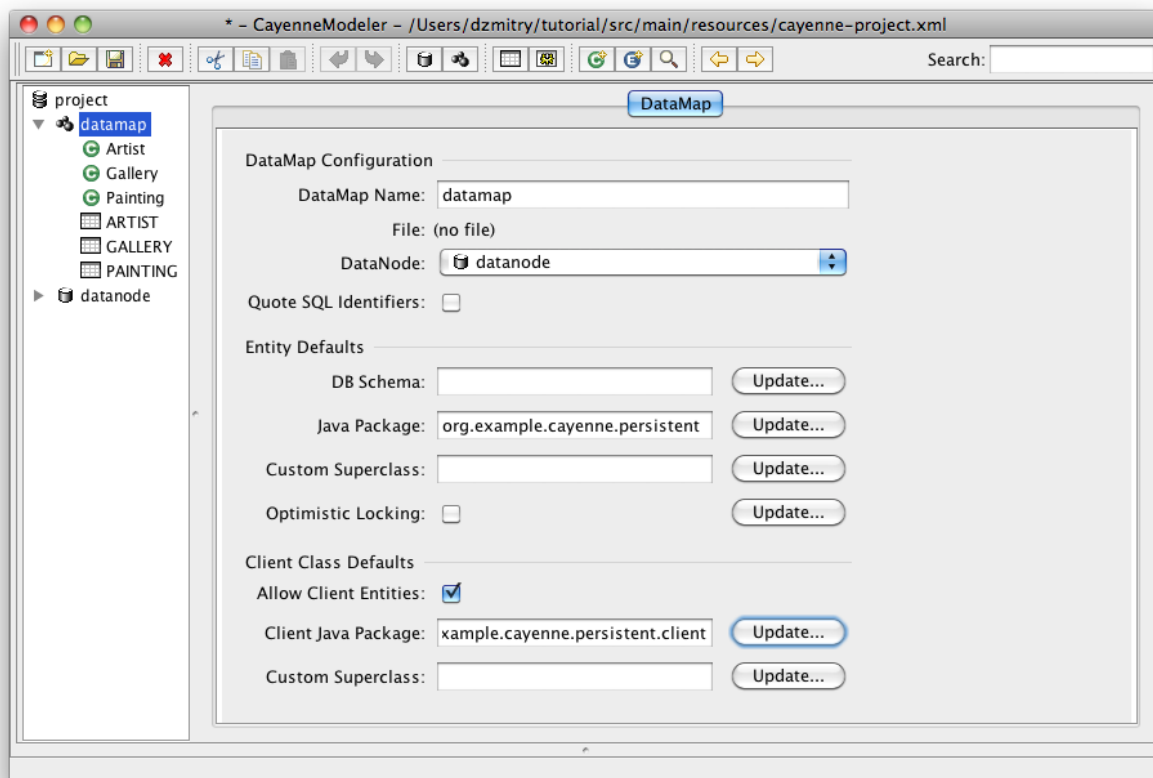 * – CayenneModeler – /Users/dzmitry/tutorial/src/main/resources/cayenne-project.xml
Search:
project
datamap
Artist
Gallery
Painting
ARTIST
GALLERY
PAINTING
datanode
DataMap
DataMap Configuration
DataMap Name: datamap
File: (no file)
DataNode: datanode
Quote SQL Identifiers:
Entity Defaults
DB Schema: Update...
Java Package: org.example.cayenne.persistent Update...
Custom Superclass: Update...
Optimistic Locking: Update...
Client Class Defaults
Allow Client Entities:
Client Java Package: xample.cayenne.persistent.client Update...
Custom Superclass: Update...